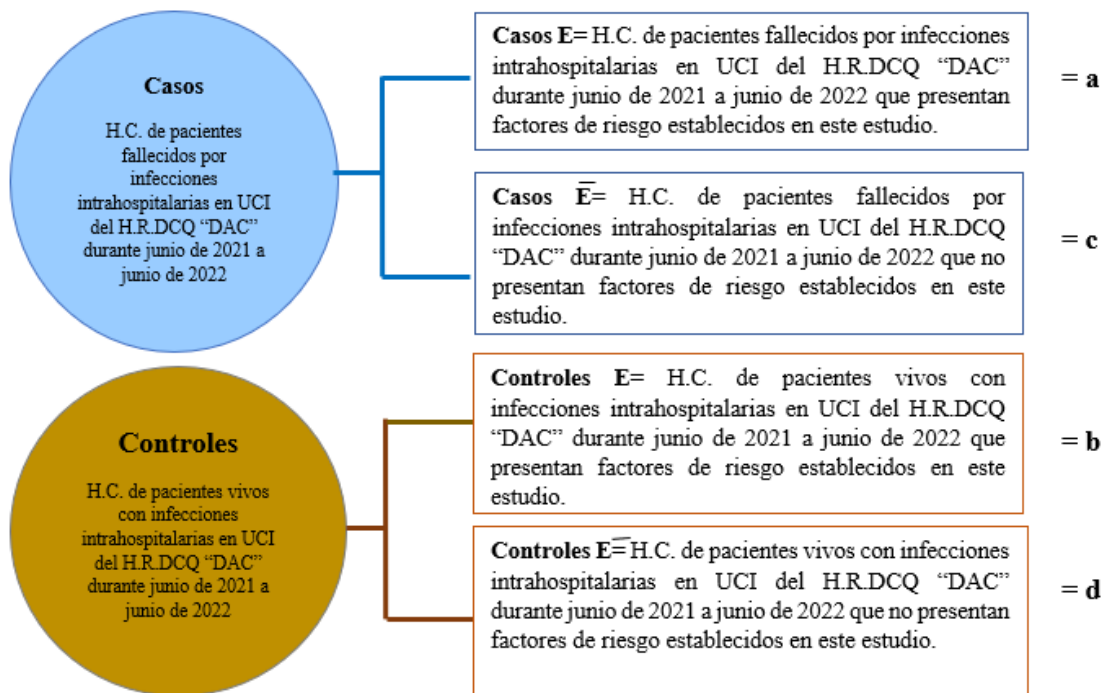 Casos
H.C. de pacientes
fallecidos por
infecciones
intrahospitalarias en UCI
del H.R.DCQ “DAC”
durante junio de 2021 a
junio de 2022
Casos E= H.C. de pacientes fallecidos por infecciones
intrahospitalarias en UCI del H.R.DCQ “DAC”
durante junio de 2021 a junio de 2022 que presentan
factores de riesgo establecidos en este estudio.
= a
Casos E̅= H.C. de pacientes fallecidos por
infecciones intrahospitalarias en UCI del H.R.DCQ
“DAC” durante junio de 2021 a junio de 2022 que no
presentan factores de riesgo establecidos en este
estudio.
= c
Controles
H.C. de pacientes vivos
con infecciones
intrahospitalarias en UCI
del H.R.DCQ “DAC”
durante junio de 2021 a
junio de 2022
Controles E= H.C. de pacientes vivos con
infecciones intrahospitalarias en UCI del H.R.DCQ
“DAC” durante junio de 2021 a junio de 2022 que
presentan factores de riesgo establecidos en este
estudio.
= b
Controles E̅= H.C. de pacientes vivos con infecciones
intrahospitalarias en UCI del H.R.DCQ “DAC”
durante junio de 2021 a junio de 2022 que no presentan
factores de riesgo establecidos en este estudio.
= d